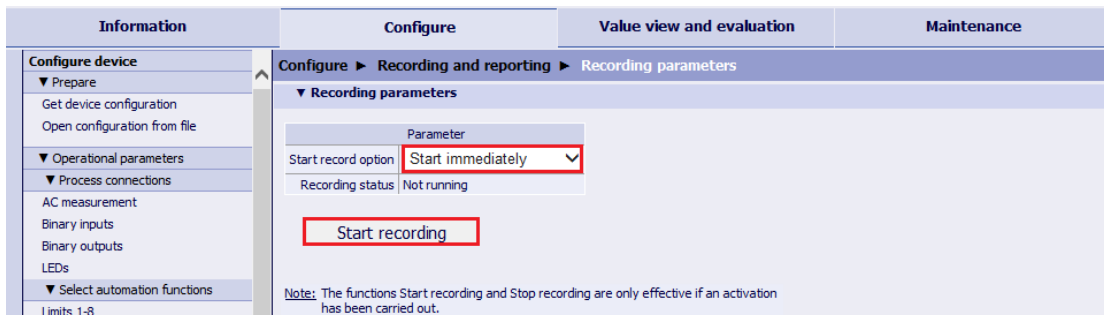 Information Configure Value view and evaluation Maintenance
Configure device
▼ Prepare
Get device configuration
Open configuration from file
▼ Operational parameters
▼ Process connections
AC measurement
Binary inputs
Binary outputs
LEDs
▼ Select automation functions
Limits 1-8
Configure ► Recording and reporting ► Recording parameters
▼ Recording parameters
Parameter
Start record option Start immediately
Recording status Not running
Start recording
Note: The functions Start recording and Stop recording are only effective if an activation
has been carried out.